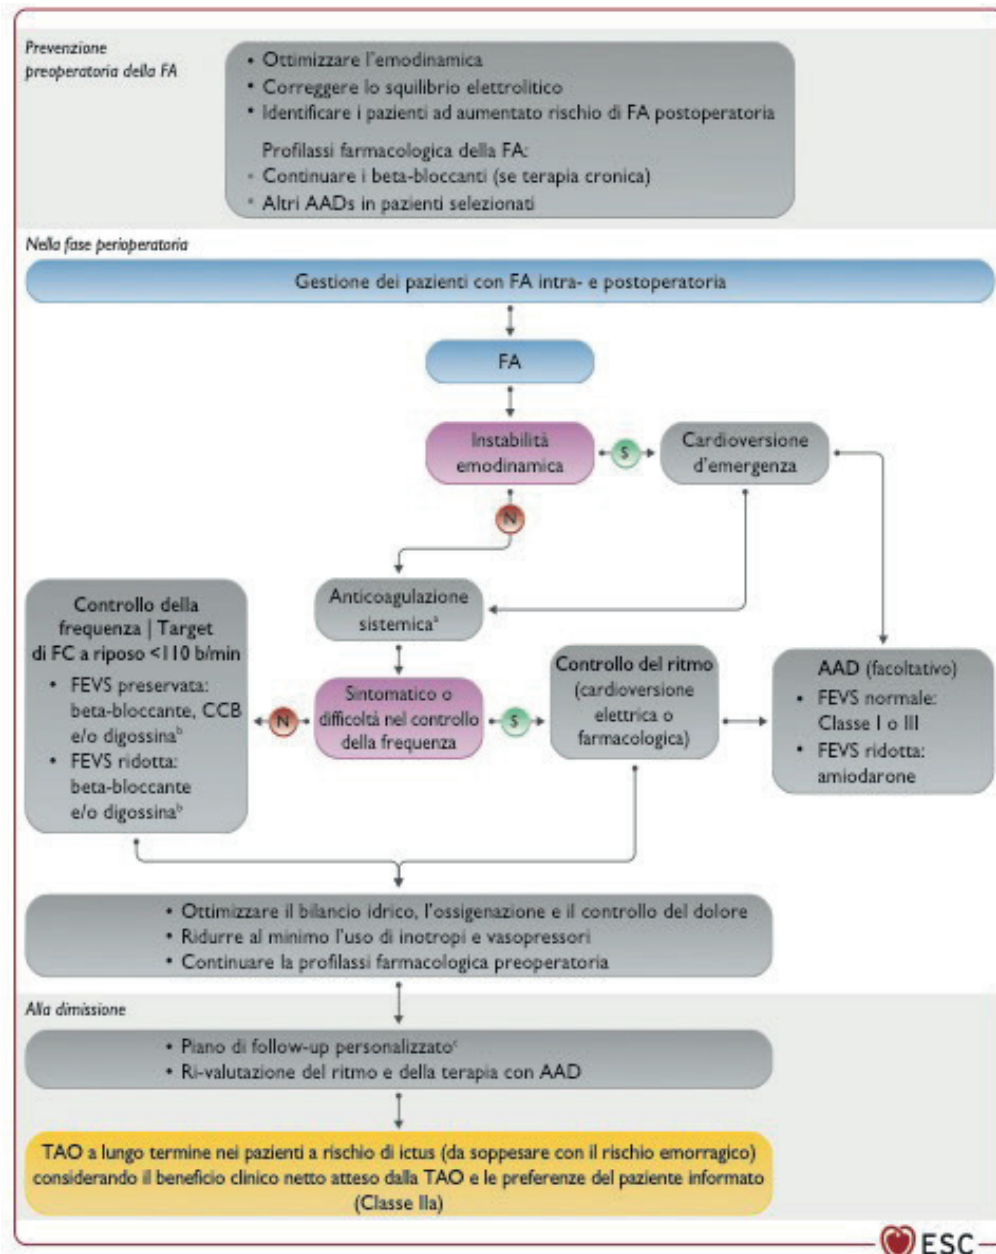 Prevenzione
preoperatoria della FA
• Ottimizzare l'emodinamica
• Correggere lo squilibrio elettrolitico
• Identificare i pazienti ad aumentato rischio di FA postoperatoria
Profilassi farmacologica della FA:
• Continuare i beta-bloccanti (se terapia cronica)
• Altri AADs in pazienti selezionati
Nella fase perioperatoria
Gestione dei pazienti con FA intra- e postoperatoria
FA
Instabilità
emodinamica
S
Cardioversione
d'emergenza
N
Anticoagulazione
sistemicaᵃ
Controllo della
frequenza | Target
di FC a riposo <110 b/min
• FEVS preservata:
beta-bloccante, CCB
e/o digossinaᵇ
• FEVS ridotta:
beta-bloccante
e/o digossinaᵇ
N
Sintomatico o
difficoltà nel controllo
della frequenza
S
Controllo del ritmo
(cardioversione
elettrica o
farmacologica)
AAD (facoltativo)
• FEVS normale:
Classe I o III
• FEVS ridotta:
amiodarone
• Ottimizzare il bilancio idrico, l'ossigenazione e il controllo del dolore
• Ridurre al minimo l'uso di inotropi e vasopressori
• Continuare la profilassi farmacologica preoperatoria
Alla dimissione
• Piano di follow-up personalizzatoᶜ
• Ri-valutazione del ritmo e della terapia con AAD
TAO a lungo termine nei pazienti a rischio di ictus (da soppesare con il rischio emorragico)
considerando il beneficio clinico netto atteso dalla TAO e le preferenze del paziente informato
(Classe IIa)
ESC